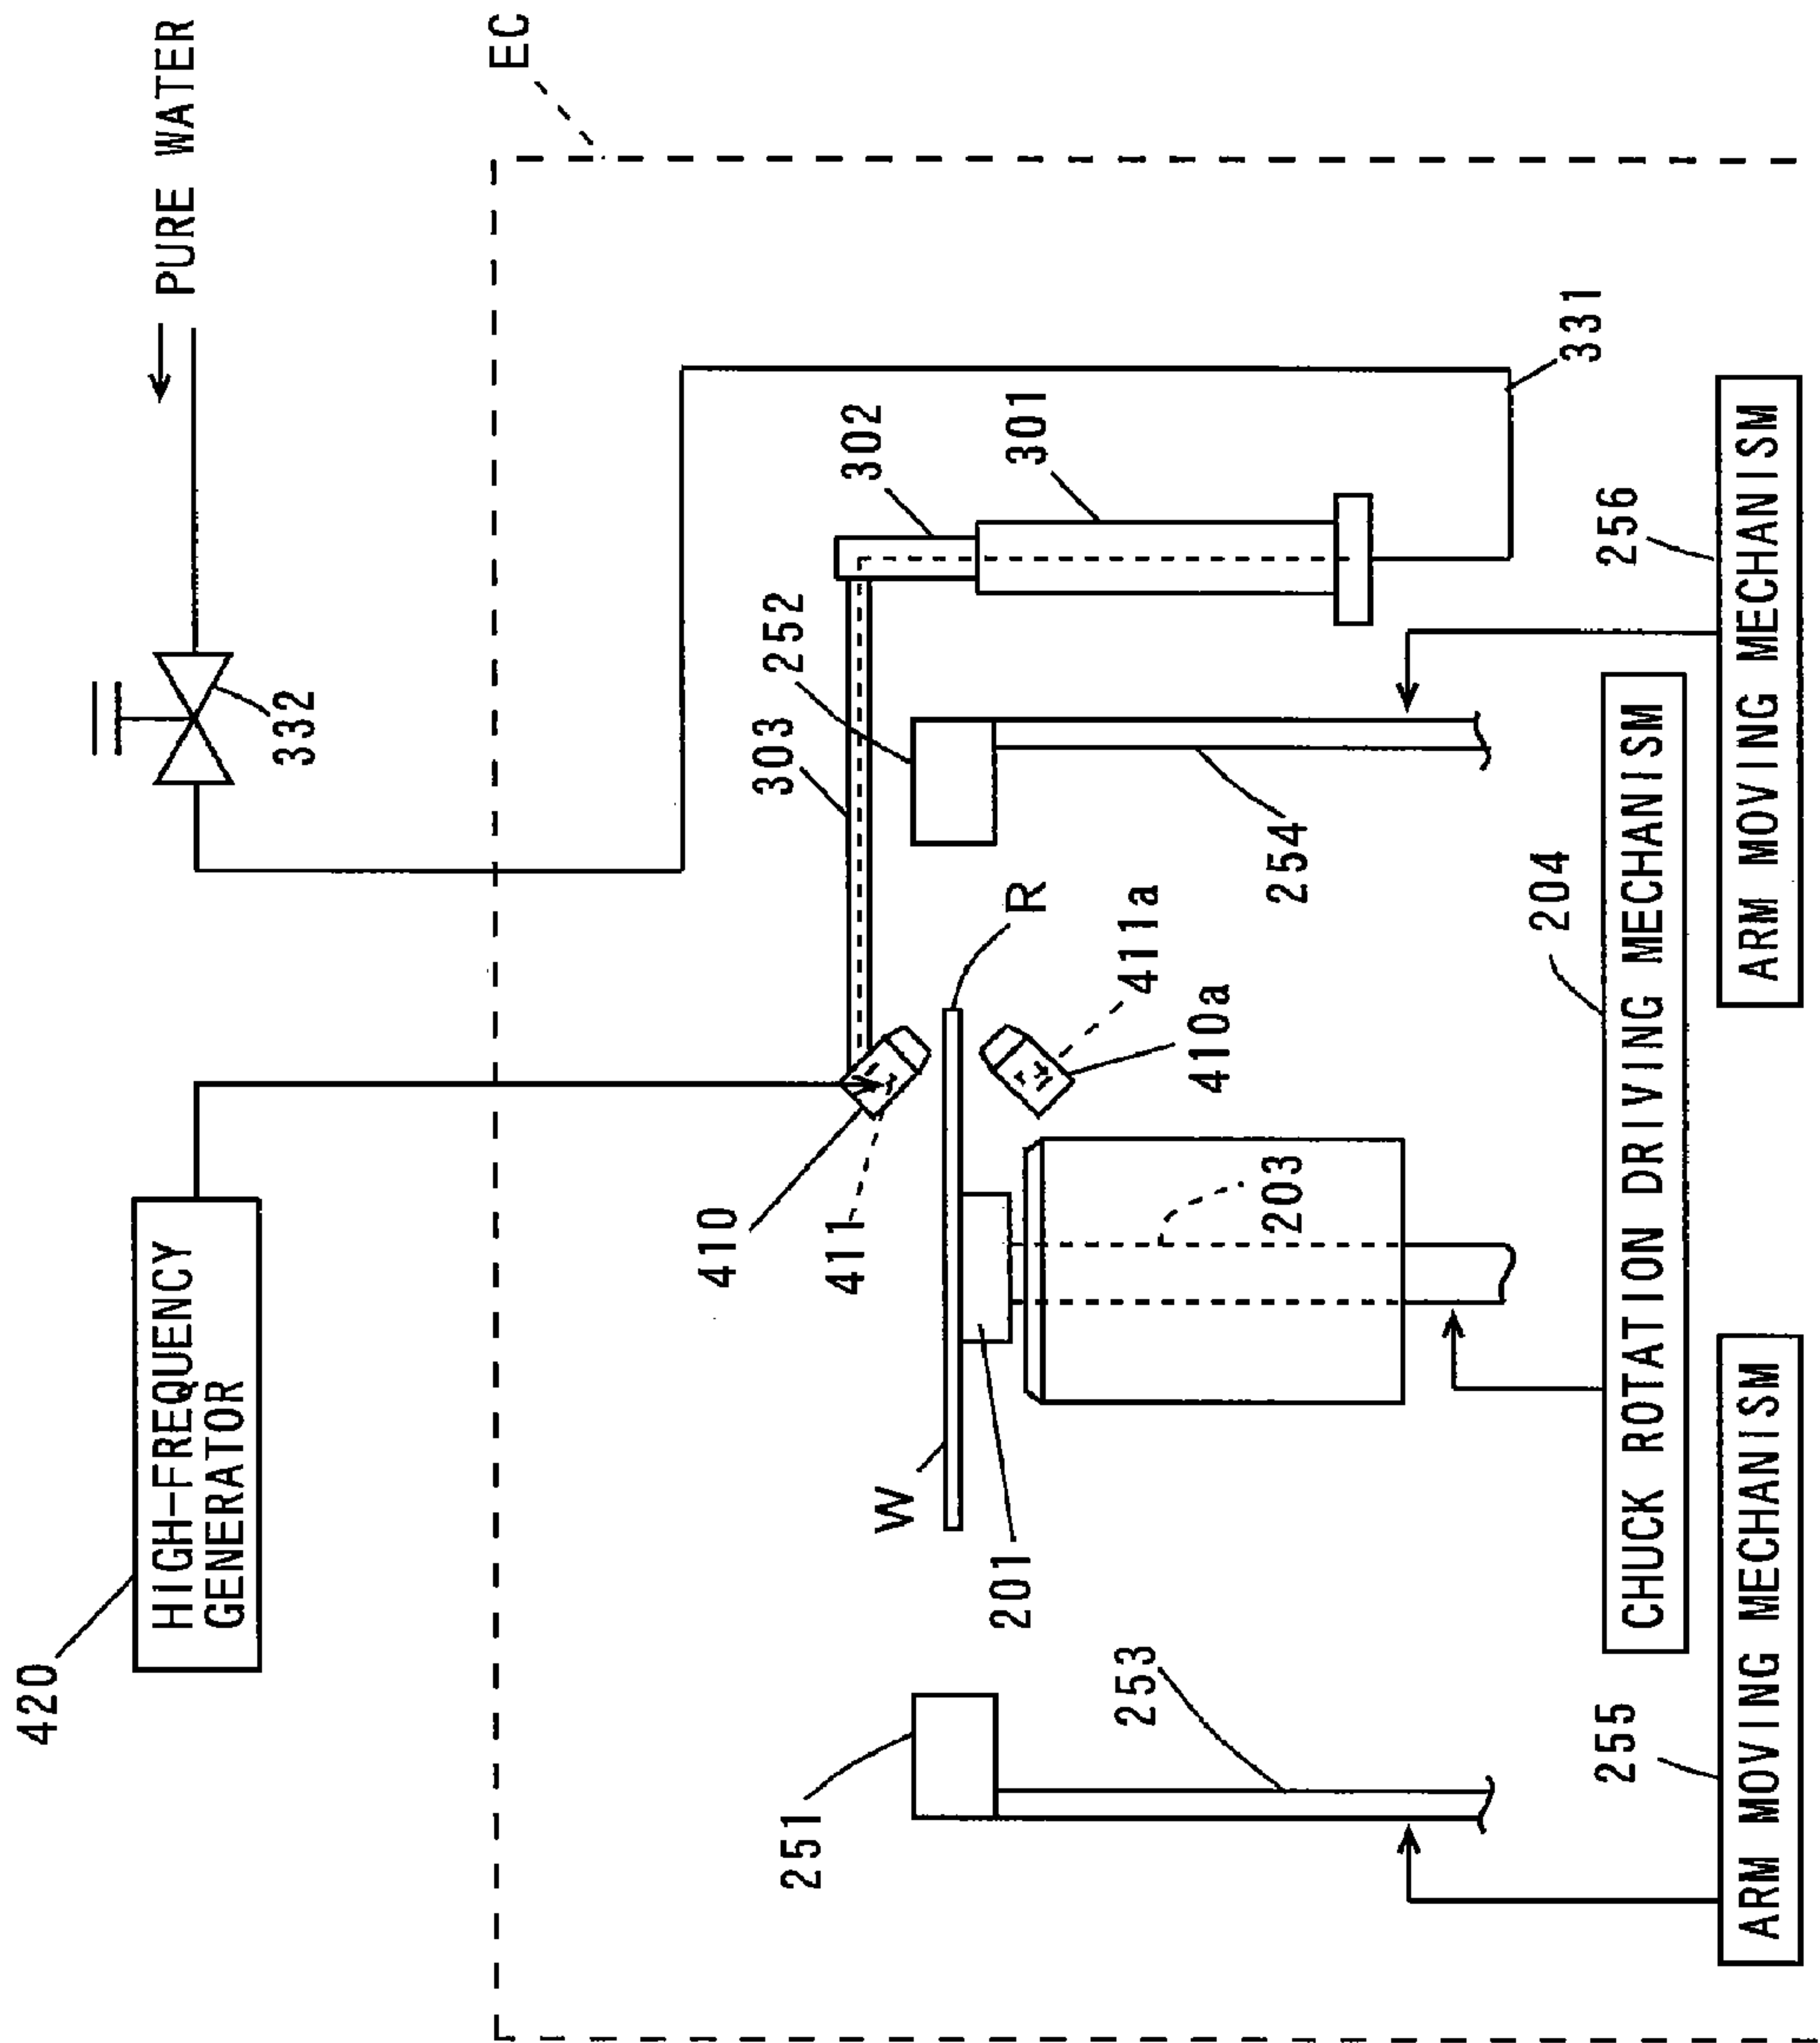 PURE WATER
EC
420
HIGH-FREQUENCY
GENERATOR
332
331
302
301
303
252
254
R
410
411
411a
410a
W
201
203
251
253
204
CHUCK ROTATION DRIVING MECHANISM
255
ARM MOVING MECHANISM
256
ARM MOVING MECHANISM